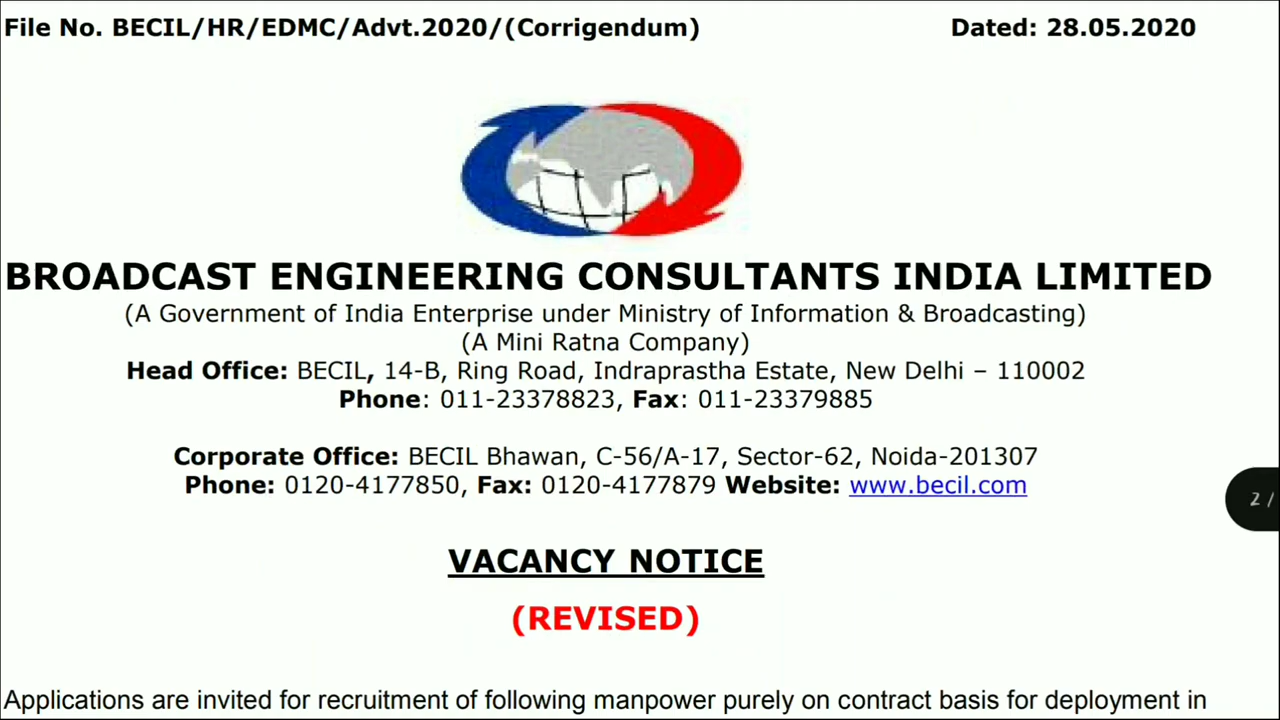 File No. BECIL/HR/EDMC/Advt.2020/(Corrigendum) Dated: 28.05.2020
BROADCAST ENGINEERING CONSULTANTS INDIA LIMITED
(A Government of India Enterprise under Ministry of Information & Broadcasting)
(A Mini Ratna Company)
Head Office: BECIL, 14-B, Ring Road, Indraprastha Estate, New Delhi – 110002
Phone: 011-23378823, Fax: 011-23379885
Corporate Office: BECIL Bhawan, C-56/A-17, Sector-62, Noida-201307
Phone: 0120-4177850, Fax: 0120-4177879 Website: www.becil.com
2 /
VACANCY NOTICE
(REVISED)
Applications are invited for recruitment of following manpower purely on contract basis for deployment in